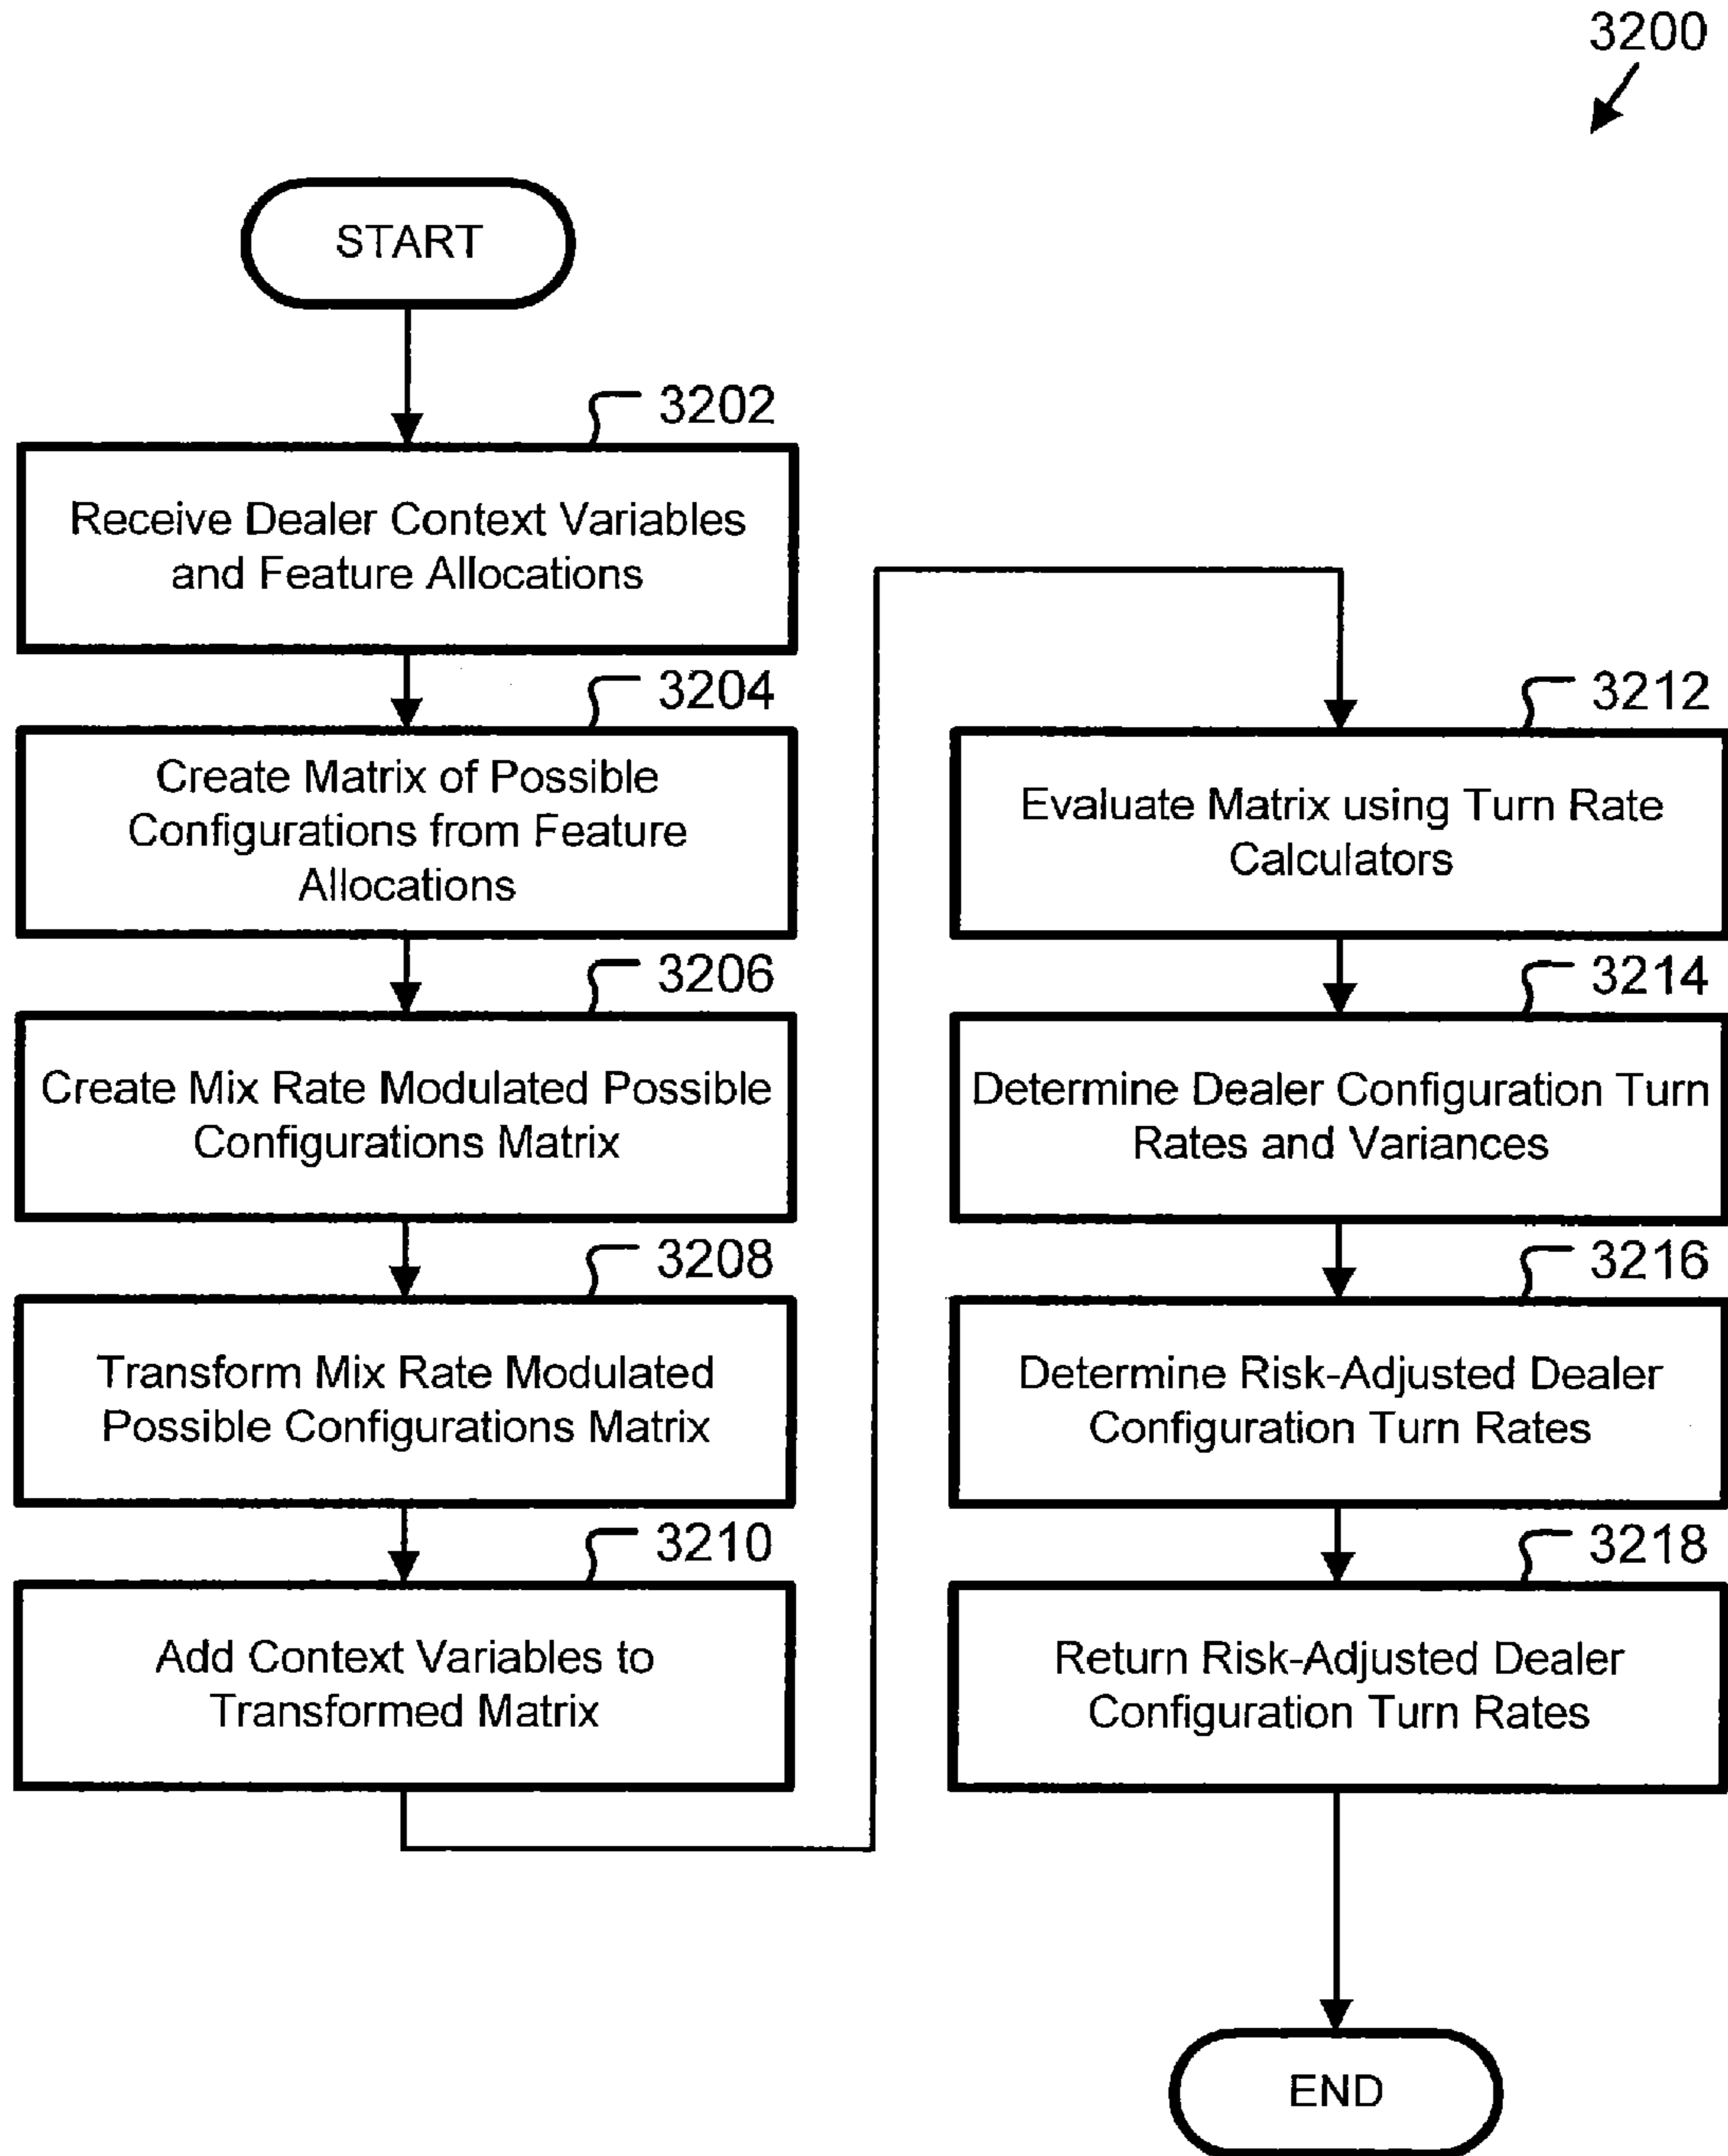 3200
START
3202
Receive Dealer Context Variables
and Feature Allocations
3204
Create Matrix of Possible
Configurations from Feature
Allocations
3206
Create Mix Rate Modulated Possible
Configurations Matrix
3208
Transform Mix Rate Modulated
Possible Configurations Matrix
3210
Add Context Variables to
Transformed Matrix
3212
Evaluate Matrix using Turn Rate
Calculators
3214
Determine Dealer Configuration Turn
Rates and Variances
3216
Determine Risk-Adjusted Dealer
Configuration Turn Rates
3218
Return Risk-Adjusted Dealer
Configuration Turn Rates
END